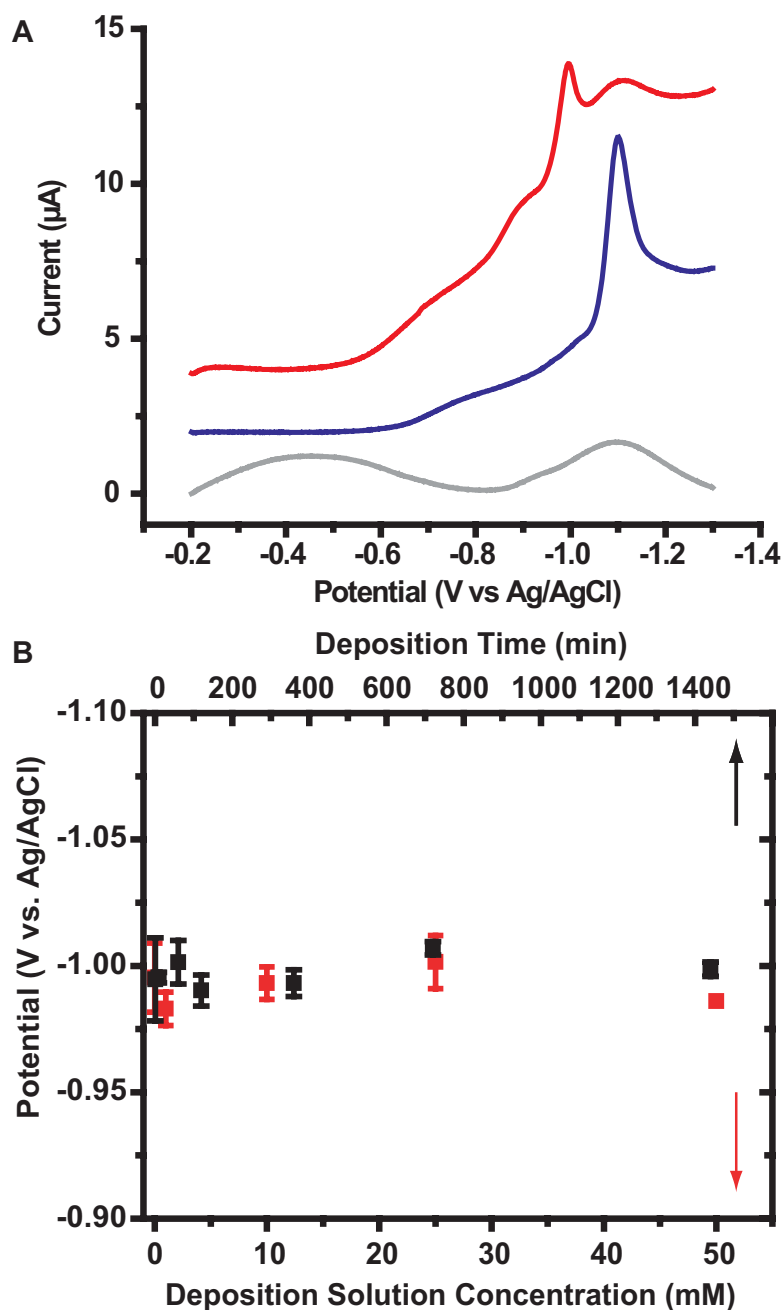 A
15
10
5
0
Current (µA)
-0.2 -0.4 -0.6 -0.8 -1.0 -1.2 -1.4
Potential (V vs Ag/AgCl)
B
Deposition Time (min)
0 200 400 600 800 1000 1200 1400
-1.10
-1.05
-1.00
-0.95
-0.90
Potential (V vs. Ag/AgCl)
0 10 20 30 40 50
Deposition Solution Concentration (mM)